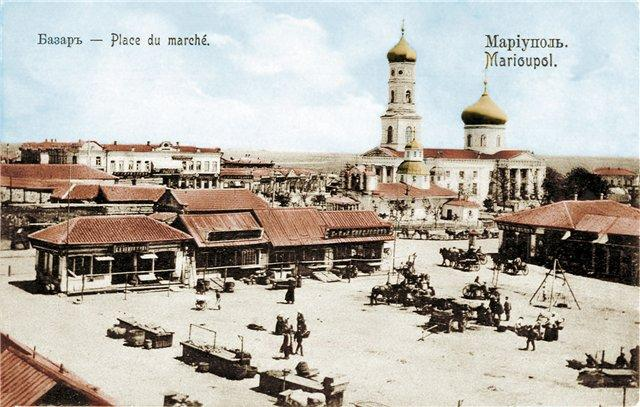 Базаръ — Place du marché.
Маріуполь.
Marioupol.